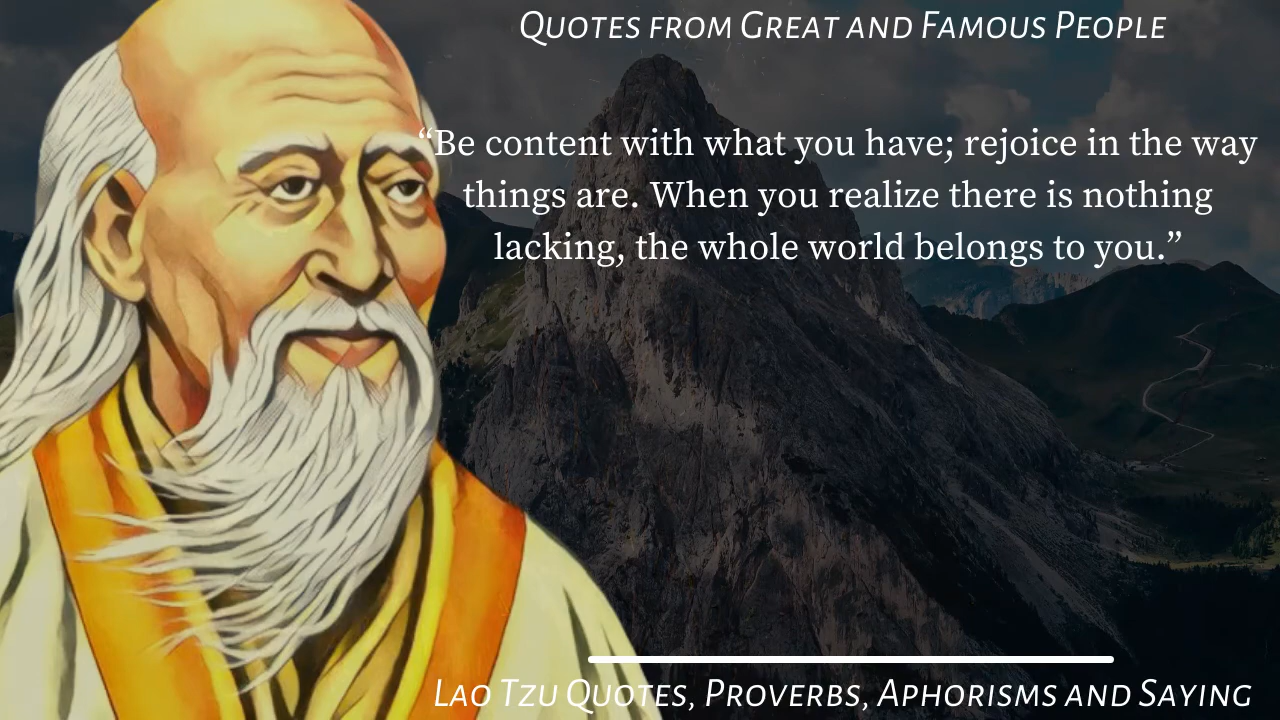 Quotes from Great and Famous People
“Be content with what you have; rejoice in the way
things are. When you realize there is nothing
lacking, the whole world belongs to you.”
Lao Tzu Quotes, Proverbs, Aphorisms and Saying